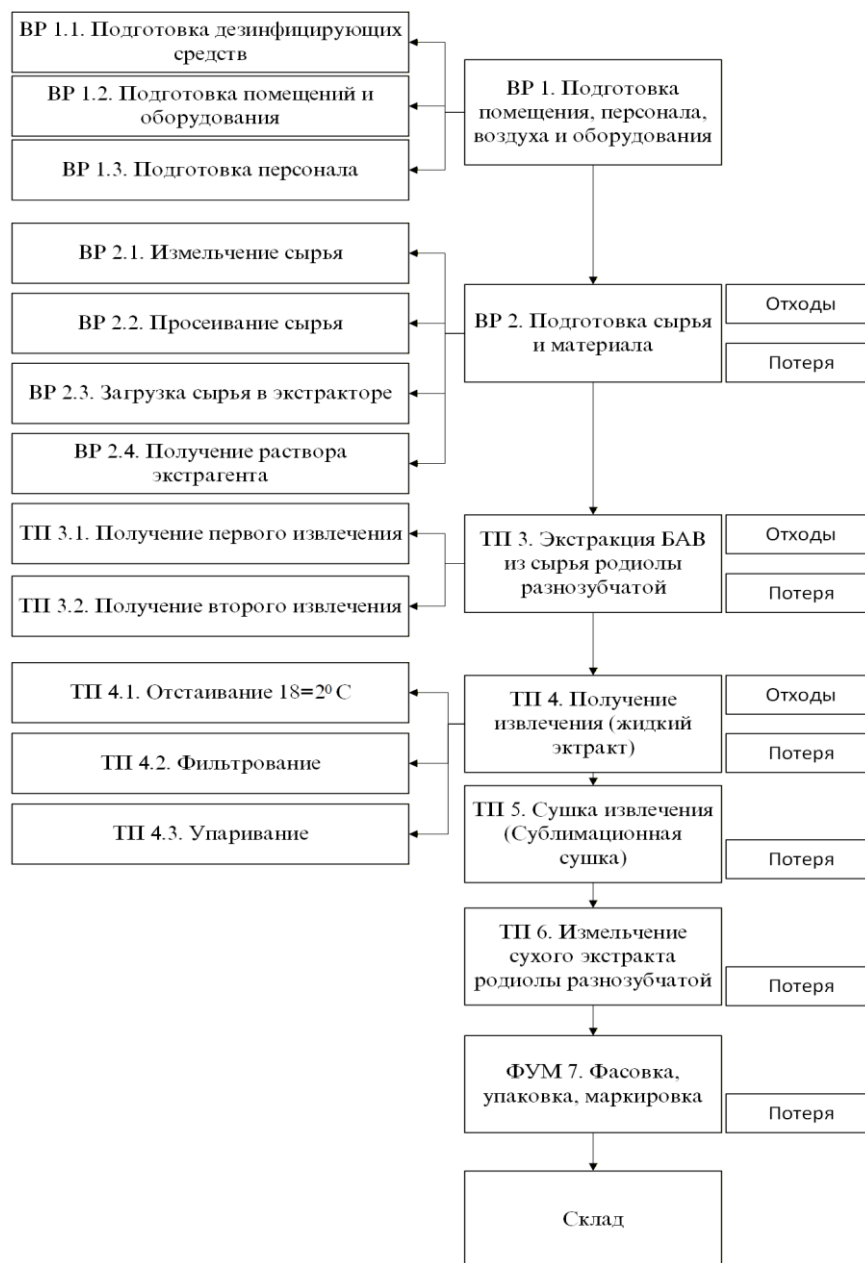 ВР 1.1. Подготовка дезинфицирующих
средств
ВР 1.2. Подготовка помещений и
оборудования
ВР 1.3. Подготовка персонала
ВР 1. Подготовка
помещения, персонала,
воздуха и оборудования
ВР 2.1. Измельчение сырья
ВР 2.2. Просеивание сырья
ВР 2.3. Загрузка сырья в экстракторе
ВР 2.4. Получение раствора
экстрагента
ВР 2. Подготовка сырья
и материала
Отходы
Потеря
ТП 3.1. Получение первого извлечения
ТП 3.2. Получение второго извлечения
ТП 3. Экстракция БАВ
из сырья родиолы
разнозубчатой
Отходы
Потеря
ТП 4.1. Отстаивание 18=2⁰ С
ТП 4.2. Фильтрование
ТП 4.3. Упаривание
ТП 4. Получение
извлечения (жидкий
эктракт)
Отходы
Потеря
ТП 5. Сушка извлечения
(Сублимационная
сушка)
Потеря
ТП 6. Измельчение
сухого экстракта
родиолы разнозубчатой
Потеря
ФУМ 7. Фасовка,
упаковка, маркировка
Потеря
Склад